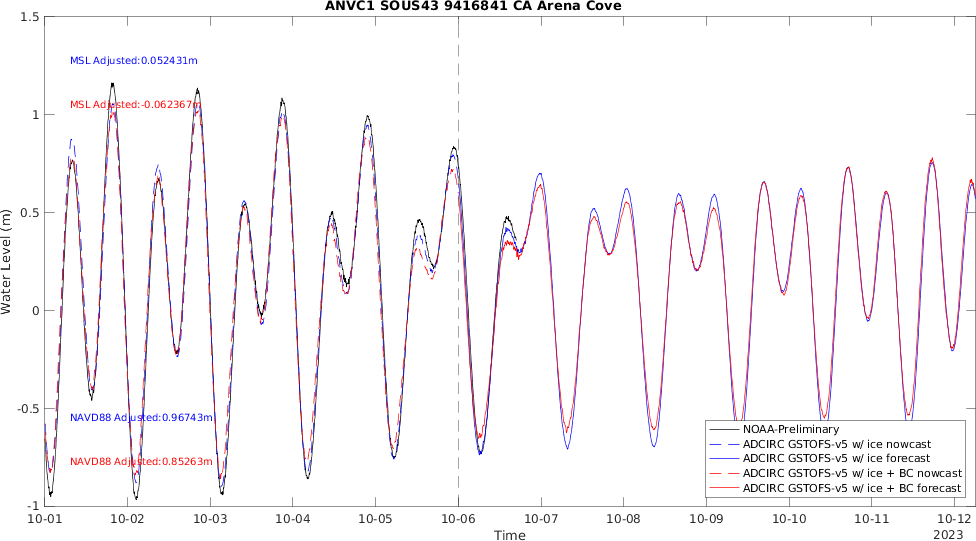 ANVC1 SOUS43 9416841 CA Arena Cove
1.5
MSL Adjusted:0.052431m
MSL Adjusted:-0.062367m
1
0.5
Water Level (m)
0
-0.5
NAVD88 Adjusted:0.96743m
NOAA-Preliminary
ADCIRC GSTOFS-v5 w/ ice nowcast
ADCIRC GSTOFS-v5 w/ ice forecast
NAVD88 Adjusted:0.85263m
ADCIRC GSTOFS-v5 w/ ice + BC nowcast
ADCIRC GSTOFS-v5 w/ ice + BC forecast
-1
10-01 10-02 10-03 10-04 10-05 10-06 10-07 10-08 10-09 10-10 10-11 10-12
Time
2023